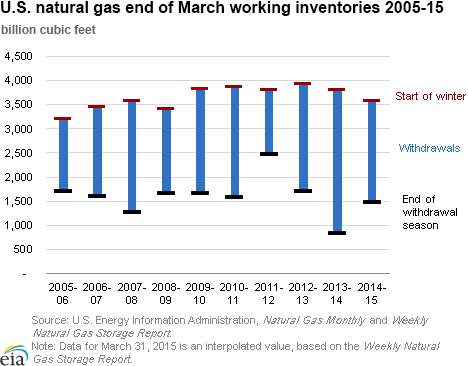 U.S. natural gas end of March working inventories 2005-15
billion cubic feet
4,500
4,000
3,500
3,000
2,500
2,000
1,500
1,000
500
-
Start of winter
Withdrawals
End of
withdrawal
season
2005- 2006- 2007- 2008- 2009- 2010- 2011- 2012- 2013- 2014-
06 07 08 09 10 11 12 13 14 15
Source: U.S. Energy Information Administration, Natural Gas Monthly and Weekly
Natural Gas Storage Report.
Note: Data for March 31, 2015 is an interpolated value, based on the Weekly Natural
Gas Storage Report.
eia